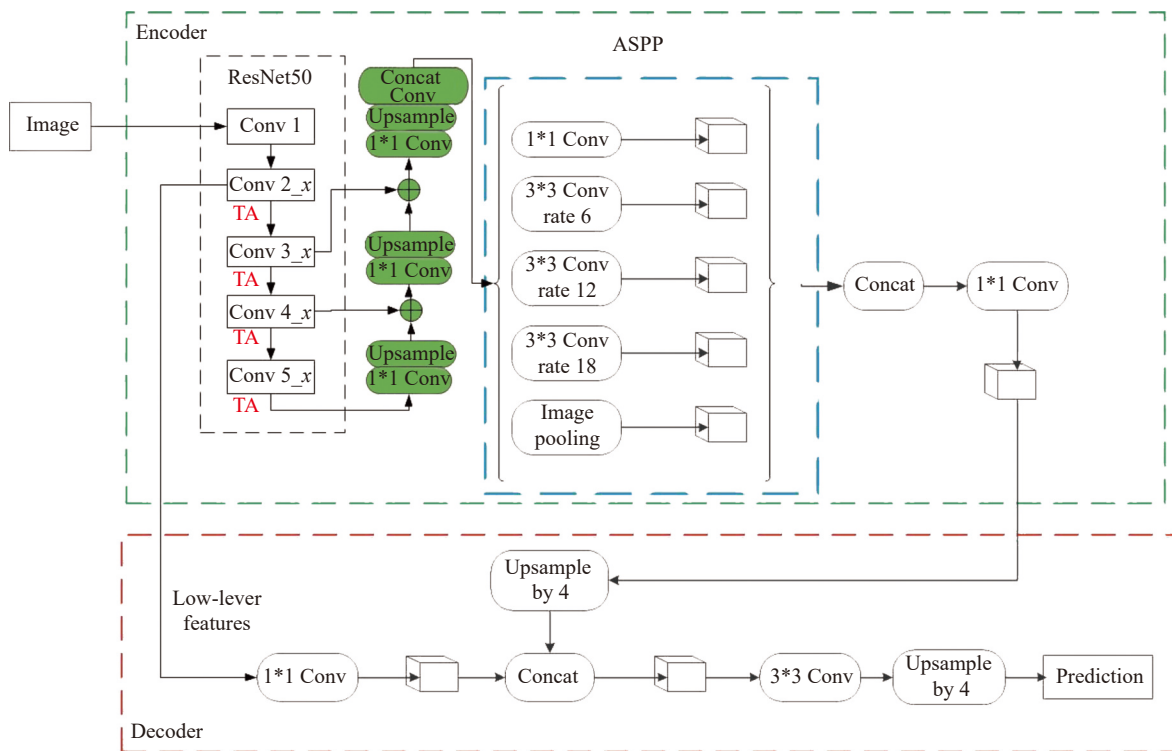 Encoder
ASPP
ResNet50
Image
Conv 1
Conv 2_x
TA
Conv 3_x
TA
Conv 4_x
TA
Conv 5_x
TA
Concat
Conv
Upsample
1*1 Conv
Upsample
1*1 Conv
Upsample
1*1 Conv
1*1 Conv
3*3 Conv
rate 6
3*3 Conv
rate 12
3*3 Conv
rate 18
Image
pooling
Concat
1*1 Conv
Upsample
by 4
Low-lever
features
1*1 Conv
Concat
3*3 Conv
Upsample
by 4
Prediction
Decoder